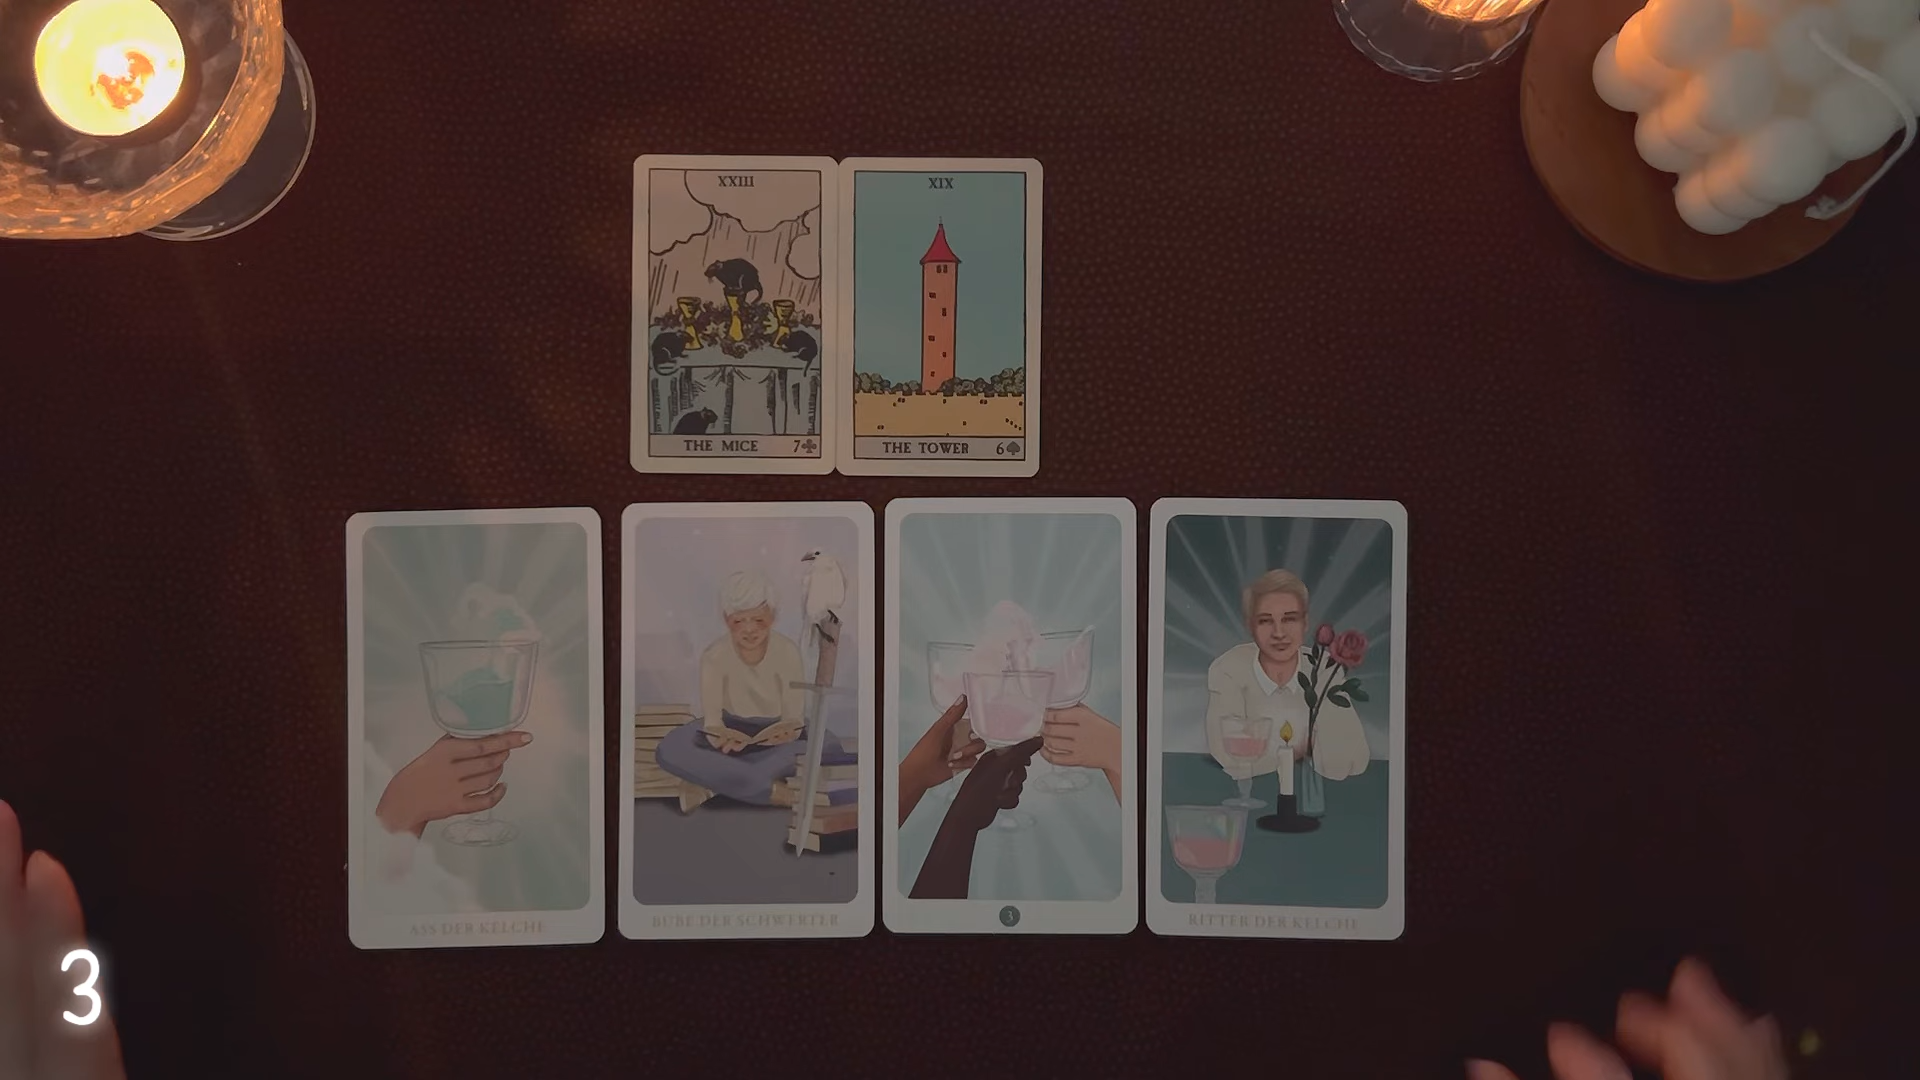 XXIII
XIX
THE MICE 7♣
THE TOWER 6♠
ASS DER KELCHE
BUBE DER SCHWERTER
3
RITTER DER KELCHE
3